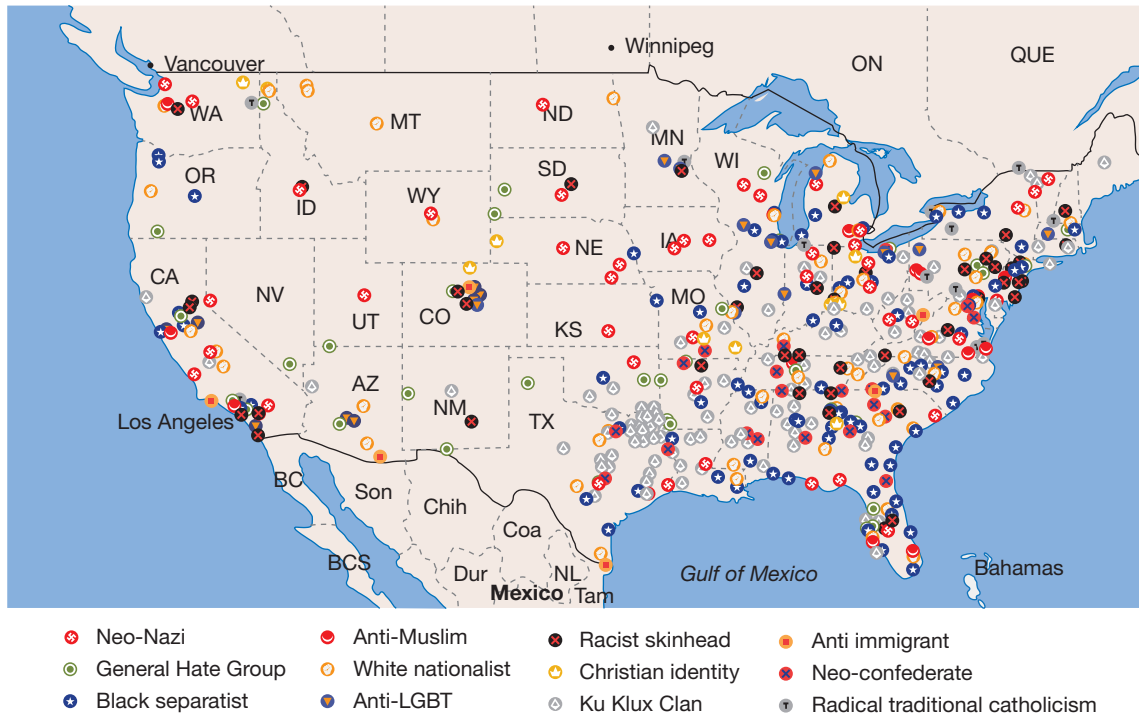 Vancouver
Winnipeg
ON
QUE
WA
MT
ND
MN
WI
OR
ID
WY
SD
IA
NE
CA
NV
UT
CO
KS
MO
AZ
NM
TX
Los Angeles
BC
Son
Chih
Coa
BCS
Dur
NL
Mexico
Tam
Gulf of Mexico
Bahamas
Neo-Nazi
Anti-Muslim
Racist skinhead
Anti immigrant
General Hate Group
White nationalist
Christian identity
Neo-confederate
Black separatist
Anti-LGBT
Ku Klux Clan
Radical traditional catholicism